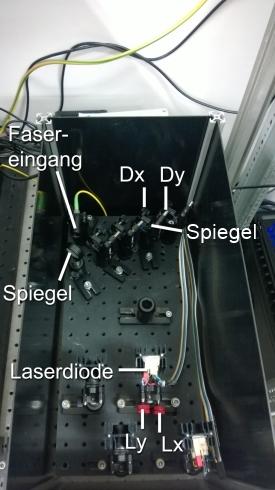 Faser-
eingang
Dx
Dy
Spiegel
Spiegel
Laserdiode
Ly
Lx